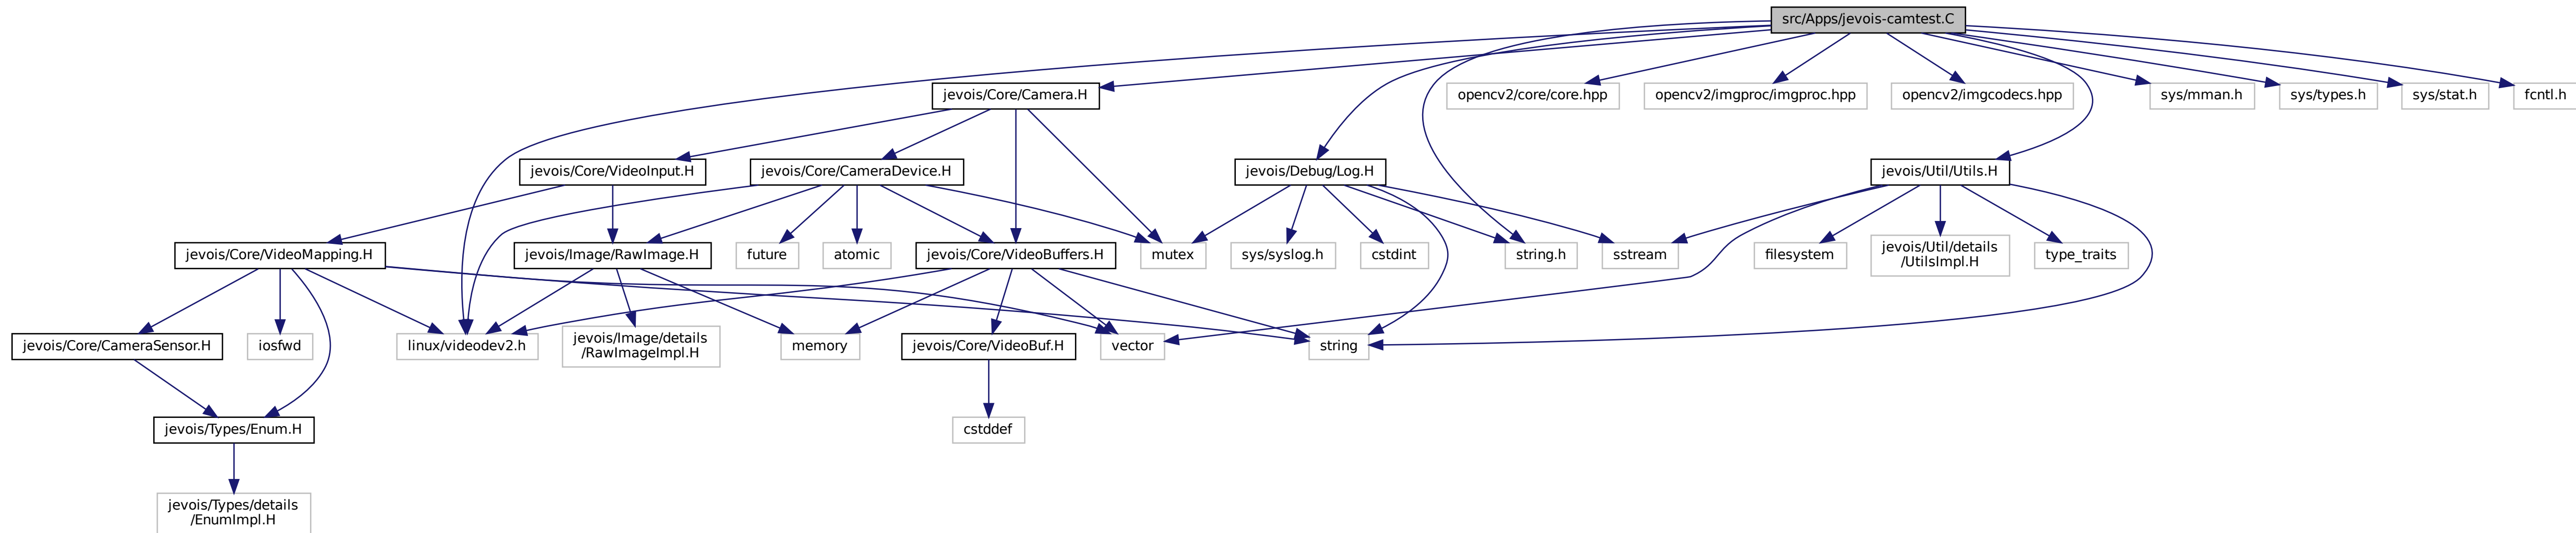 src/Apps/jevois-camtest.C
jevois/Core/Camera.H
opencv2/core/core.hpp
opencv2/imgproc/imgproc.hpp
opencv2/imgcodecs.hpp
sys/mman.h
sys/types.h
sys/stat.h
fcntl.h
jevois/Core/VideoInput.H
jevois/Core/CameraDevice.H
jevois/Debug/Log.H
jevois/Util/Utils.H
jevois/Core/VideoMapping.H
jevois/Image/RawImage.H
future
atomic
jevois/Core/VideoBuffers.H
mutex
sys/syslog.h
cstdint
string.h
sstream
filesystem
jevois/Util/details
/UtilsImpl.H
type_traits
jevois/Core/CameraSensor.H
iosfwd
linux/videodev2.h
jevois/Image/details
/RawImageImpl.H
memory
jevois/Core/VideoBuf.H
vector
string
jevois/Types/Enum.H
cstddef
jevois/Types/details
/EnumImpl.H